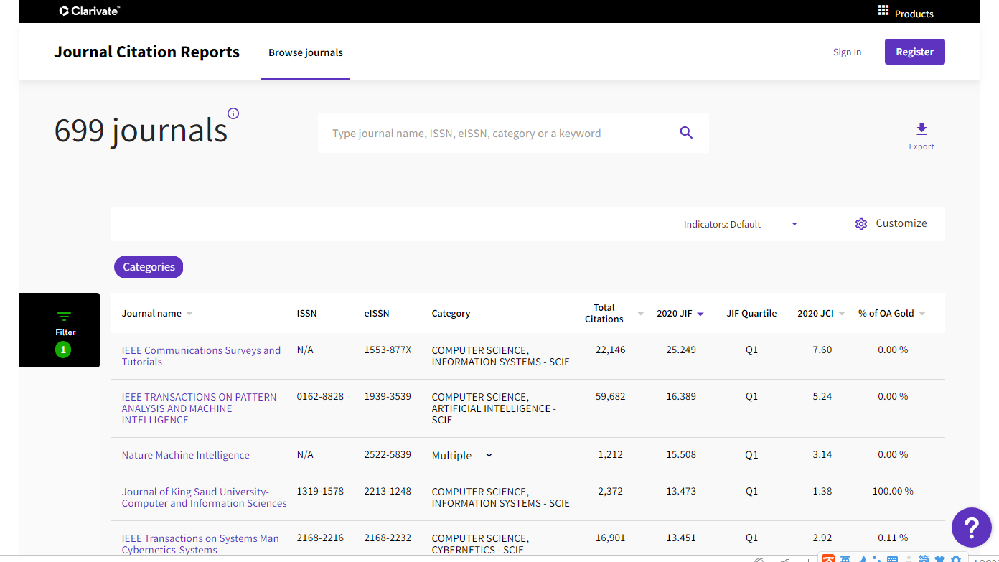 Clarivate™
Products
Journal Citation Reports
Browse journals
Sign In
Register
699 journals
Type journal name, ISSN, eISSN, category or a keyword
Export
Indicators: Default
Customize
Categories
Filter
1
Journal name ISSN eISSN Category Total Citations 2020 JIF JIF Quartile 2020 JCI % of OA Gold
IEEE Communications Surveys and N/A 1553-877X COMPUTER SCIENCE, 22,146 25.249 Q1 7.60 0.00 %
Tutorials INFORMATION SYSTEMS - SCIE
IEEE TRANSACTIONS ON PATTERN 0162-8828 1939-3539 COMPUTER SCIENCE, 59,682 16.389 Q1 5.24 0.00 %
ANALYSIS AND MACHINE ARTIFICIAL INTELLIGENCE -
INTELLIGENCE SCIE
Nature Machine Intelligence N/A 2522-5839 Multiple 1,212 15.508 Q1 3.14 0.00 %
Journal of King Saud University- 1319-1578 2213-1248 COMPUTER SCIENCE, 2,372 13.473 Q1 1.38 100.00 %
Computer and Information Sciences INFORMATION SYSTEMS - SCIE
IEEE Transactions on Systems Man 2168-2216 2168-2232 COMPUTER SCIENCE, 16,901 13.451 Q1 2.92 0.11 %
Cybernetics-Systems CYBERNETICS - SCIE
?
英 简